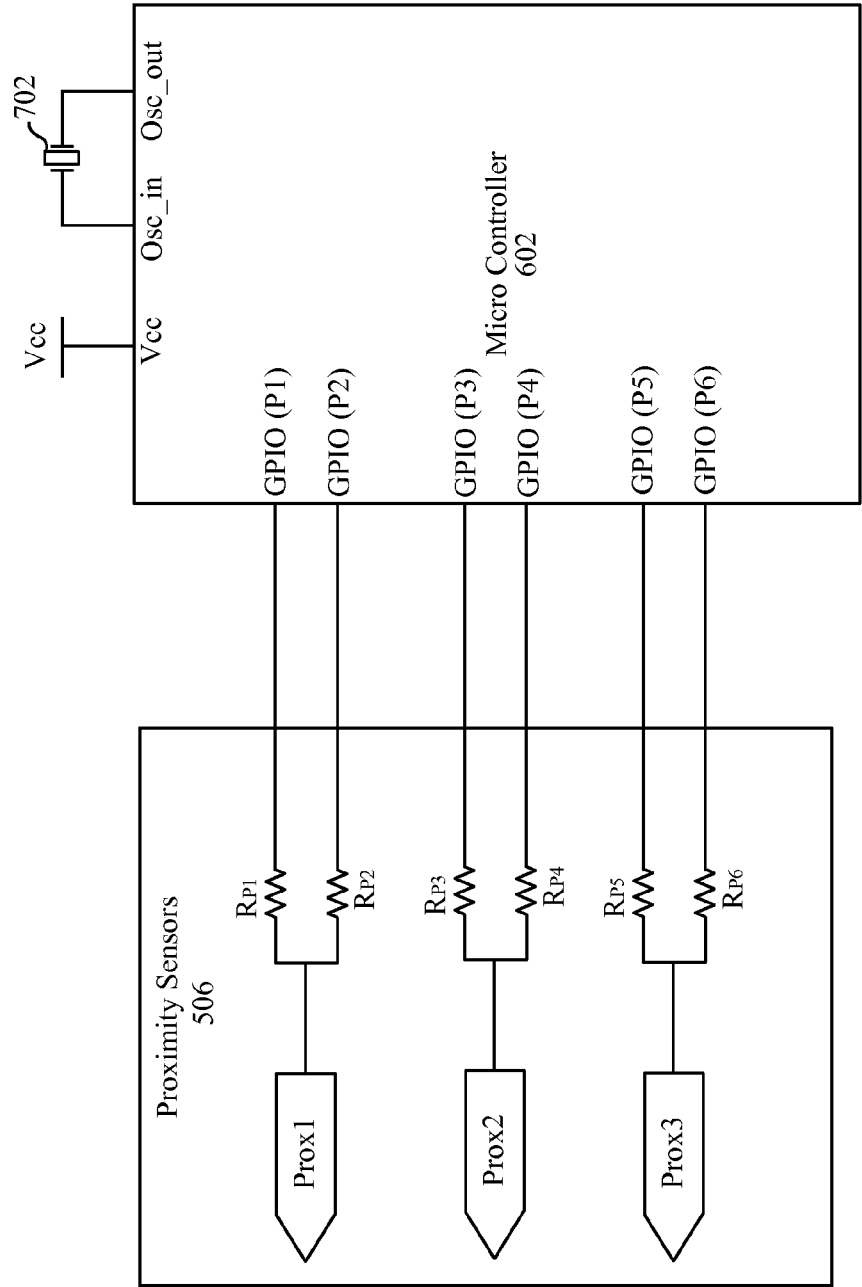 Proximity Sensors
506
Prox1
Prox2
Prox3
RP1
RP2
RP3
RP4
RP5
RP6
Vcc
702
Vcc
Osc_in
Osc_out
GPIO (P1)
GPIO (P2)
GPIO (P3)
GPIO (P4)
GPIO (P5)
GPIO (P6)
Micro Controller
602